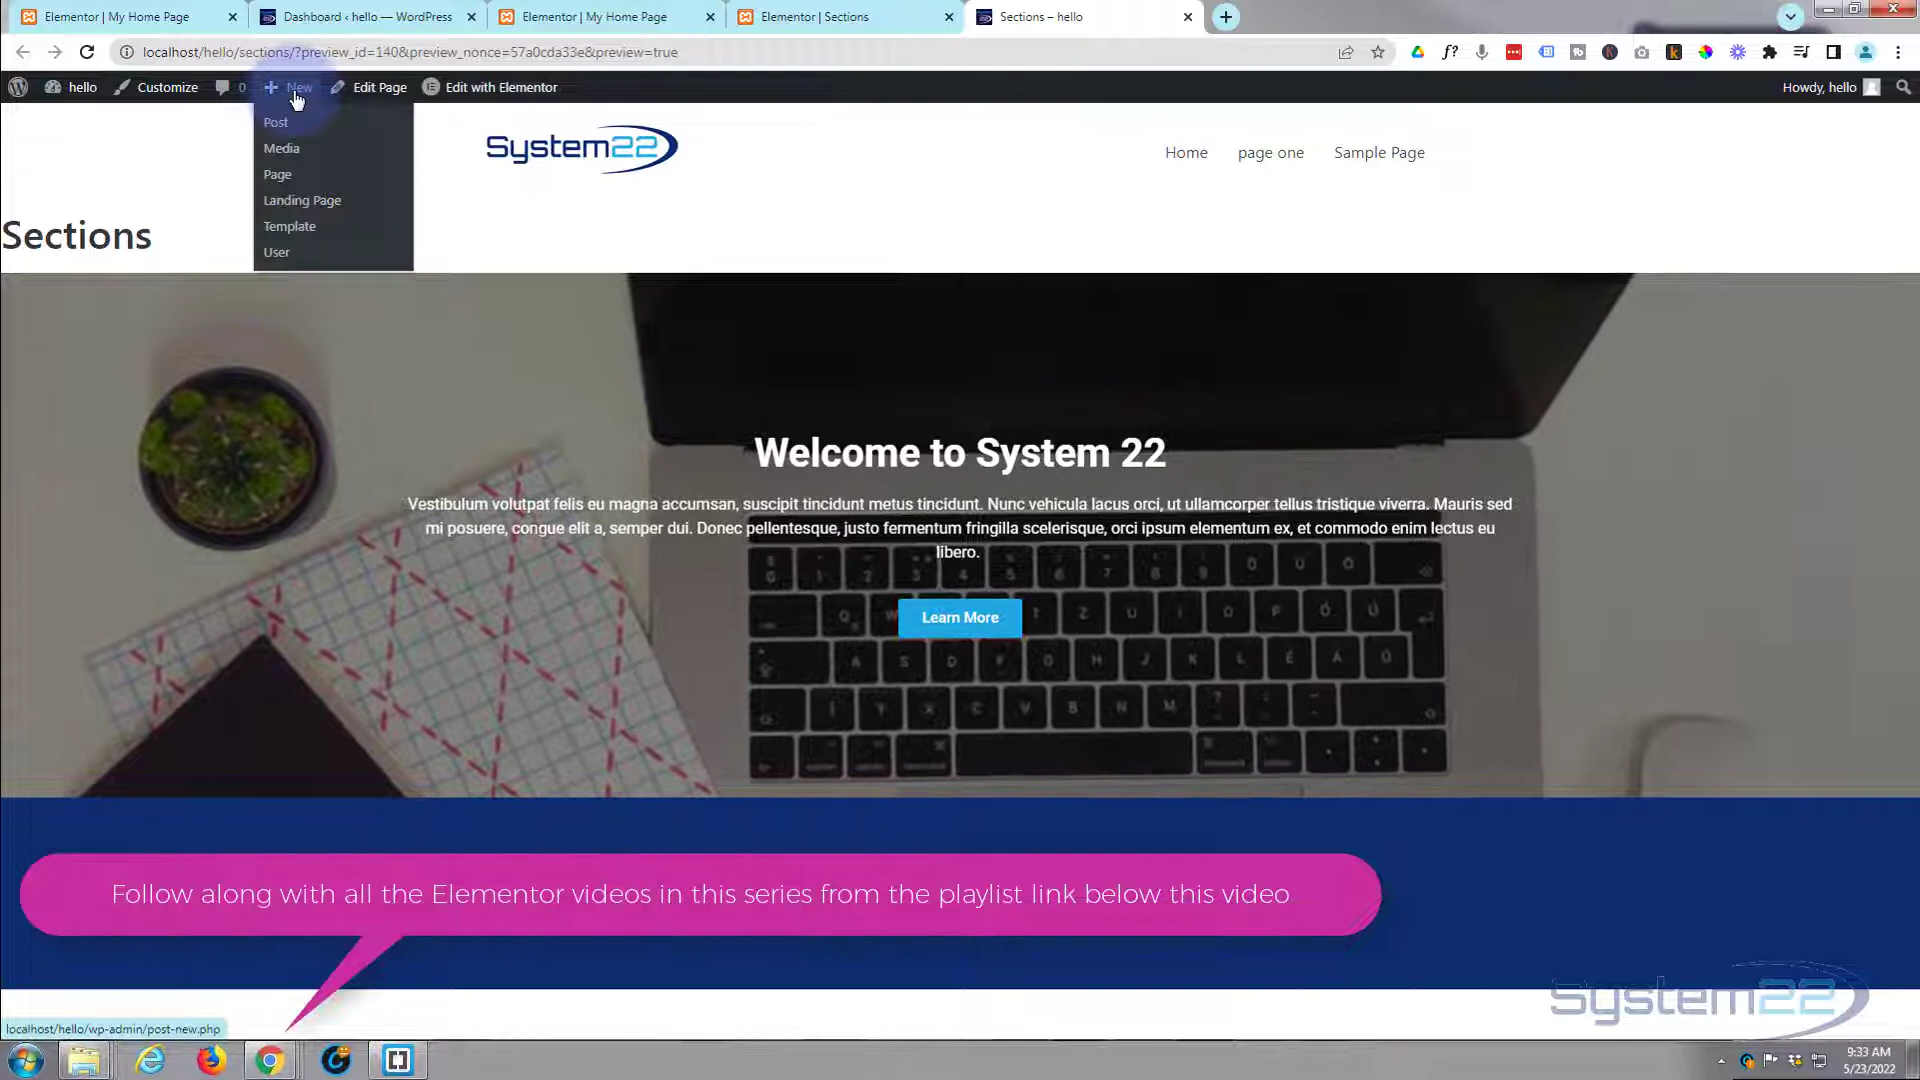 Elementor | My Home Page
Dashboard ‹ hello — WordPress
Elementor | My Home Page
Elementor | Sections
Sections – hello
localhost/hello/sections/?preview_id=140&preview_nonce=57a0cda33e&preview=true
hello
Customize
0
New
Edit Page
Edit with Elementor
Howdy, hello
Post
Media
Page
Landing Page
Template
User
System22
Home
page one
Sample Page
Sections
Welcome to System 22
Vestibulum volutpat felis eu magna accumsan, suscipit tincidunt metus tincidunt. Nunc vehicula lacus orci, ut ullamcorper tellus tristique viverra. Mauris sed
mi posuere, congue elit a, semper dui. Donec pellentesque, justo fermentum fringilla scelerisque, orci ipsum elementum ex, et commodo enim lectus eu
libero.
Learn More
Follow along with all the Elementor videos in this series from the playlist link below this video
System22
localhost/hello/wp-admin/post-new.php
9:33 AM
5/23/2022